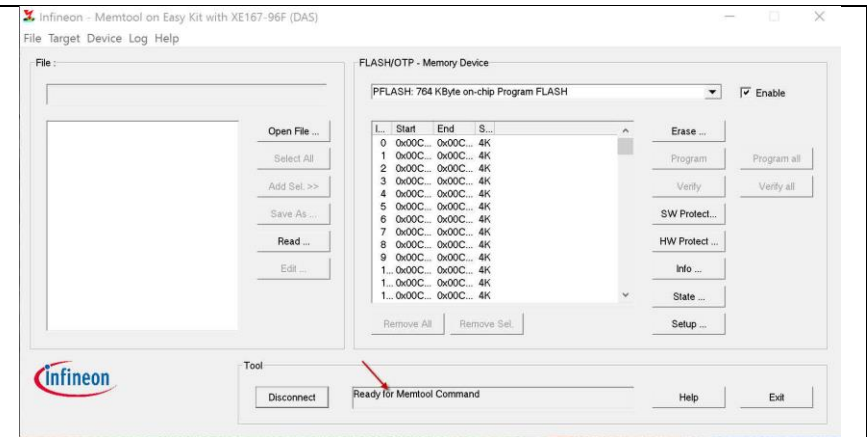 Infineon - Memtool on Easy Kit with XE167-96F (DAS)
File Target Device Log Help
File :
FLASH/OTP - Memory Device
PFLASH: 764 KByte on-chip Program FLASH
Enable
Open File ...
Select All
Add Sel. >>
Save As ...
Read ...
Edit ...
I... Start End S...
0 0x00C... 0x00C... 4K
1 0x00C... 0x00C... 4K
2 0x00C... 0x00C... 4K
3 0x00C... 0x00C... 4K
4 0x00C... 0x00C... 4K
5 0x00C... 0x00C... 4K
6 0x00C... 0x00C... 4K
7 0x00C... 0x00C... 4K
8 0x00C... 0x00C... 4K
9 0x00C... 0x00C... 4K
1... 0x00C... 0x00C... 4K
1... 0x00C... 0x00C... 4K
1... 0x00C... 0x00C... 4K
Remove All
Remove Sel.
Erase ...
Program
Program all
Verify
Verify all
SW Protect...
HW Protect ...
Info ...
State ...
Setup ...
infineon
Tool
Disconnect
Ready for Memtool Command
Help
Exit